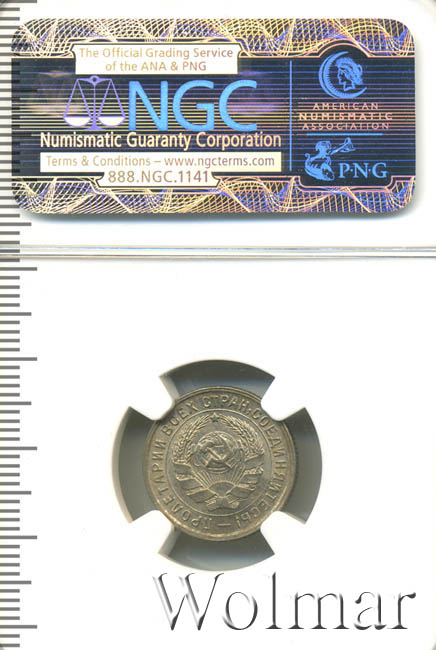 The Official Grading Service
of the ANA & PNG
NGC
Numismatic Guaranty Corporation
Terms & Conditions – www.ngcterms.com
888.NGC.1141
AMERICAN
NUMISMATIC
ASSOCIATION
P·N·G
ПРОЛЕТАРИИ ВСЕХ СТРАН, СОЕДИНЯЙТЕСЬ!
Wolmar